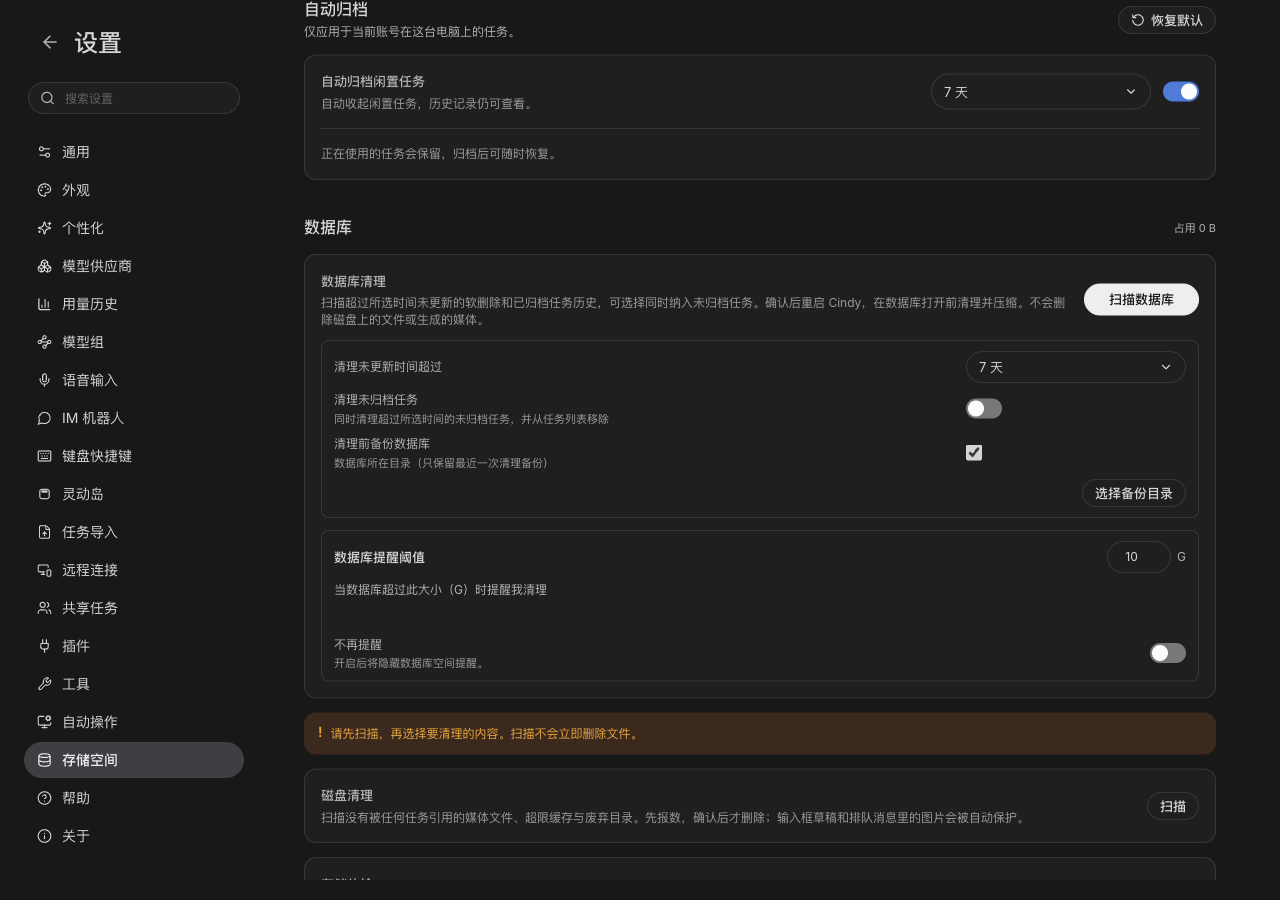 设置
搜索设置
通用
外观
个性化
模型供应商
用量历史
模型组
语音输入
IM 机器人
键盘快捷键
灵动岛
任务导入
远程连接
共享任务
插件
工具
自动操作
存储空间
帮助
关于
自动归档
仅应用于当前账号在这台电脑上的任务。
恢复默认
自动归档闲置任务
自动收起闲置任务，历史记录仍可查看。
7 天
正在使用的任务会保留，归档后可随时恢复。
数据库
占用 0 B
数据库清理
扫描超过所选时间未更新的软删除和已归档任务历史，可选择同时纳入未归档任务。确认后重启 Cindy，在数据库打开前清理并压缩。不会删
除磁盘上的文件或生成的媒体。
扫描数据库
清理未更新时间超过
7 天
清理未归档任务
同时清理超过所选时间的未归档任务，并从任务列表移除
清理前备份数据库
数据库所在目录（只保留最近一次清理备份）
选择备份目录
数据库提醒阈值
10 G
当数据库超过此大小（G）时提醒我清理
不再提醒
开启后将隐藏数据库空间提醒。
! 请先扫描，再选择要清理的内容。扫描不会立即删除文件。
磁盘清理
扫描没有被任何任务引用的媒体文件、超限缓存与废弃目录。先报数，确认后才删除；输入框草稿和排队消息里的图片会被自动保护。
扫描